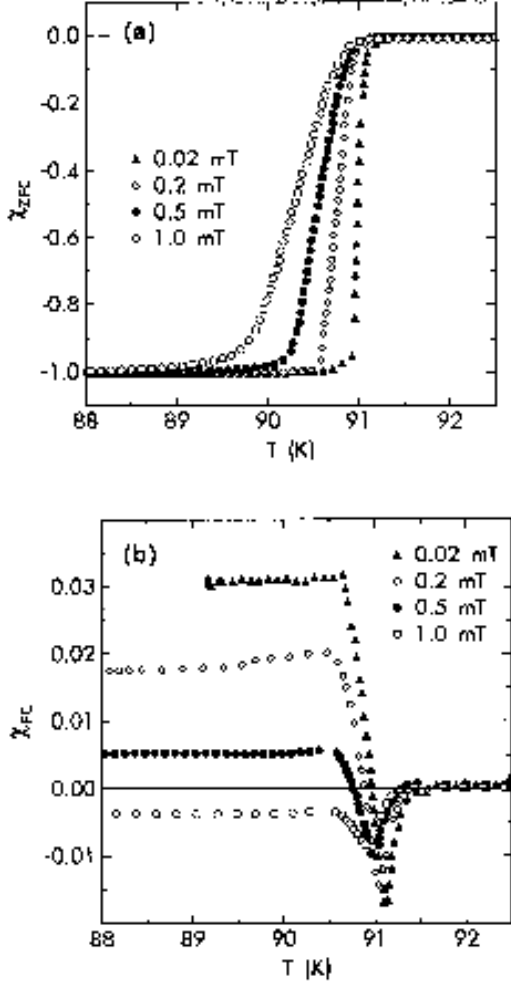 (a)
0.0
-0.2
-0.4
-0.6
-0.8
-1.0
χZFC
▲ 0.02 mT
○ 0.2 mT
● 0.5 mT
○ 1.0 mT
88 89 90 91 92
T (K)
(b)
0.03
0.02
0.01
0.00
-0.01
χFC
▲ 0.02 mT
○ 0.2 mT
● 0.5 mT
○ 1.0 mT
88 89 90 91 92
T (K)